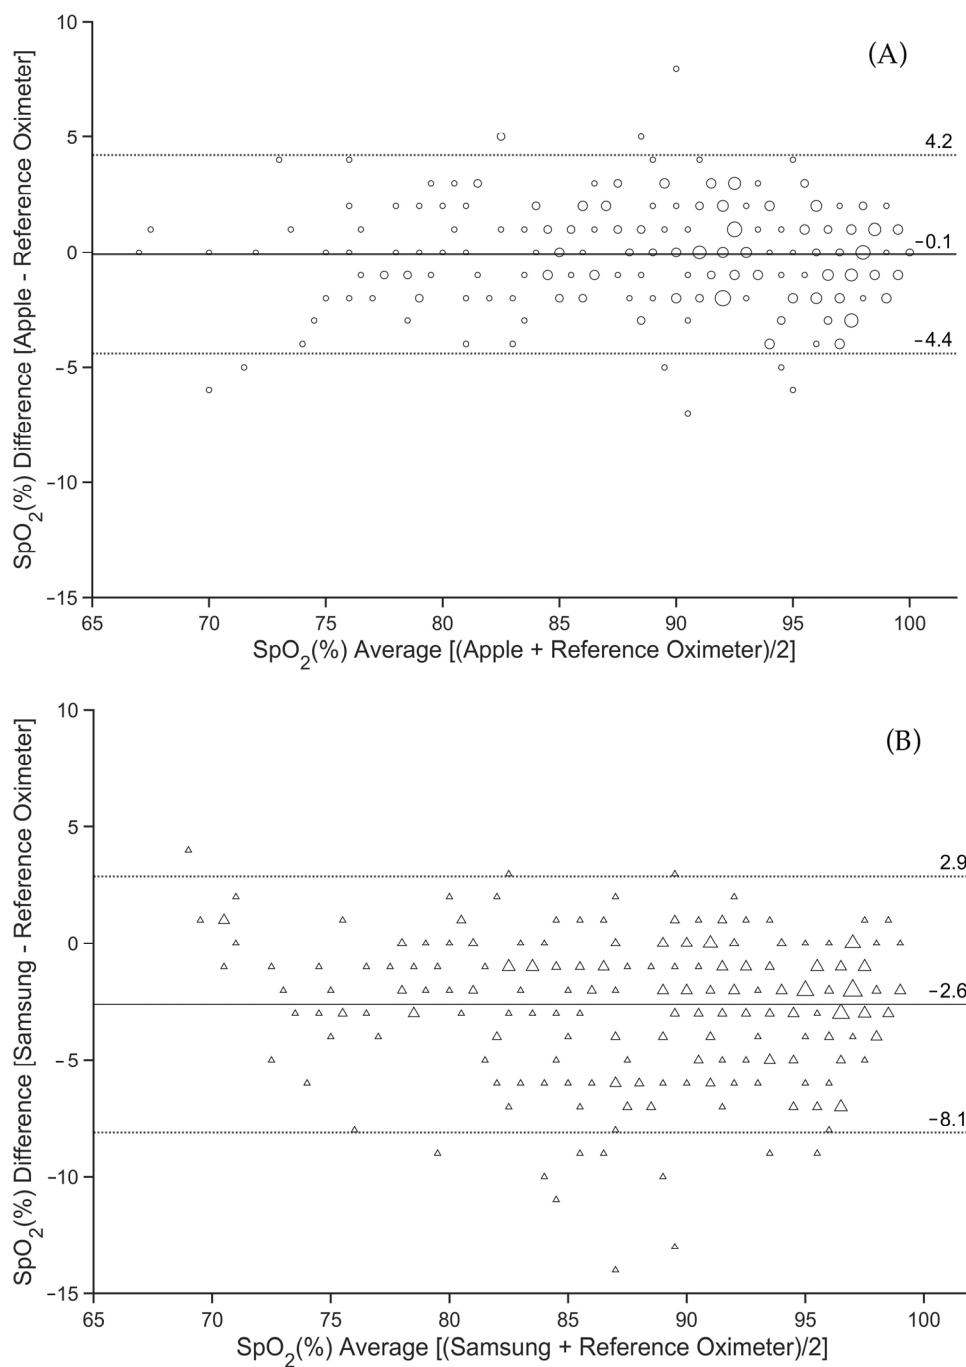 (A)
SpO2(%) Difference [Apple - Reference Oximeter]
10
5
0
−5
−10
−15
4.2
−0.1
−4.4
65 70 75 80 85 90 95 100
SpO2(%) Average [(Apple + Reference Oximeter)/2]
(B)
SpO2(%) Difference [Samsung - Reference Oximeter]
10
5
0
−5
−10
−15
2.9
−2.6
−8.1
65 70 75 80 85 90 95 100
SpO2(%) Average [(Samsung + Reference Oximeter)/2]